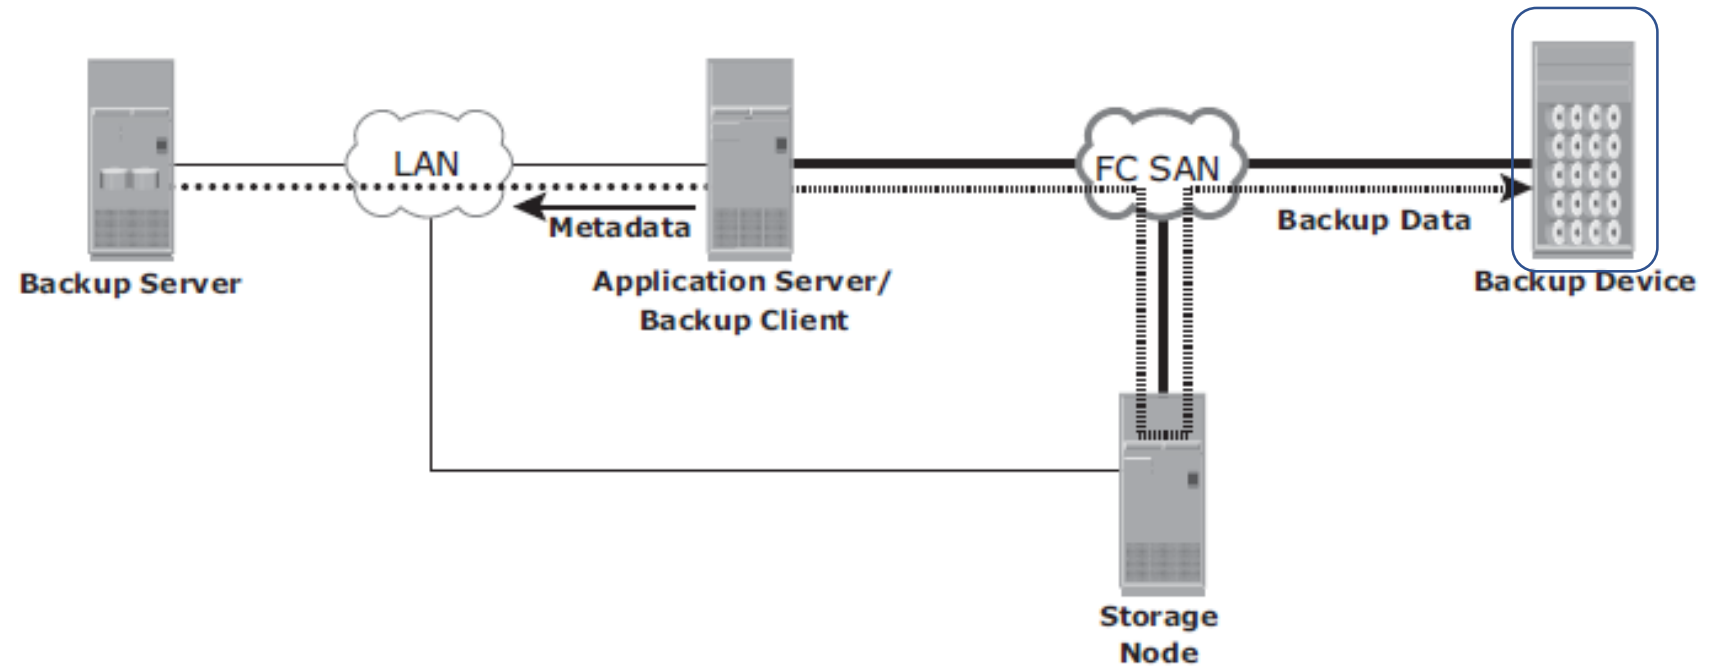 LAN
FC SAN
Metadata
Backup Data
Backup Server
Application Server/
Backup Client
Backup Device
Storage
Node